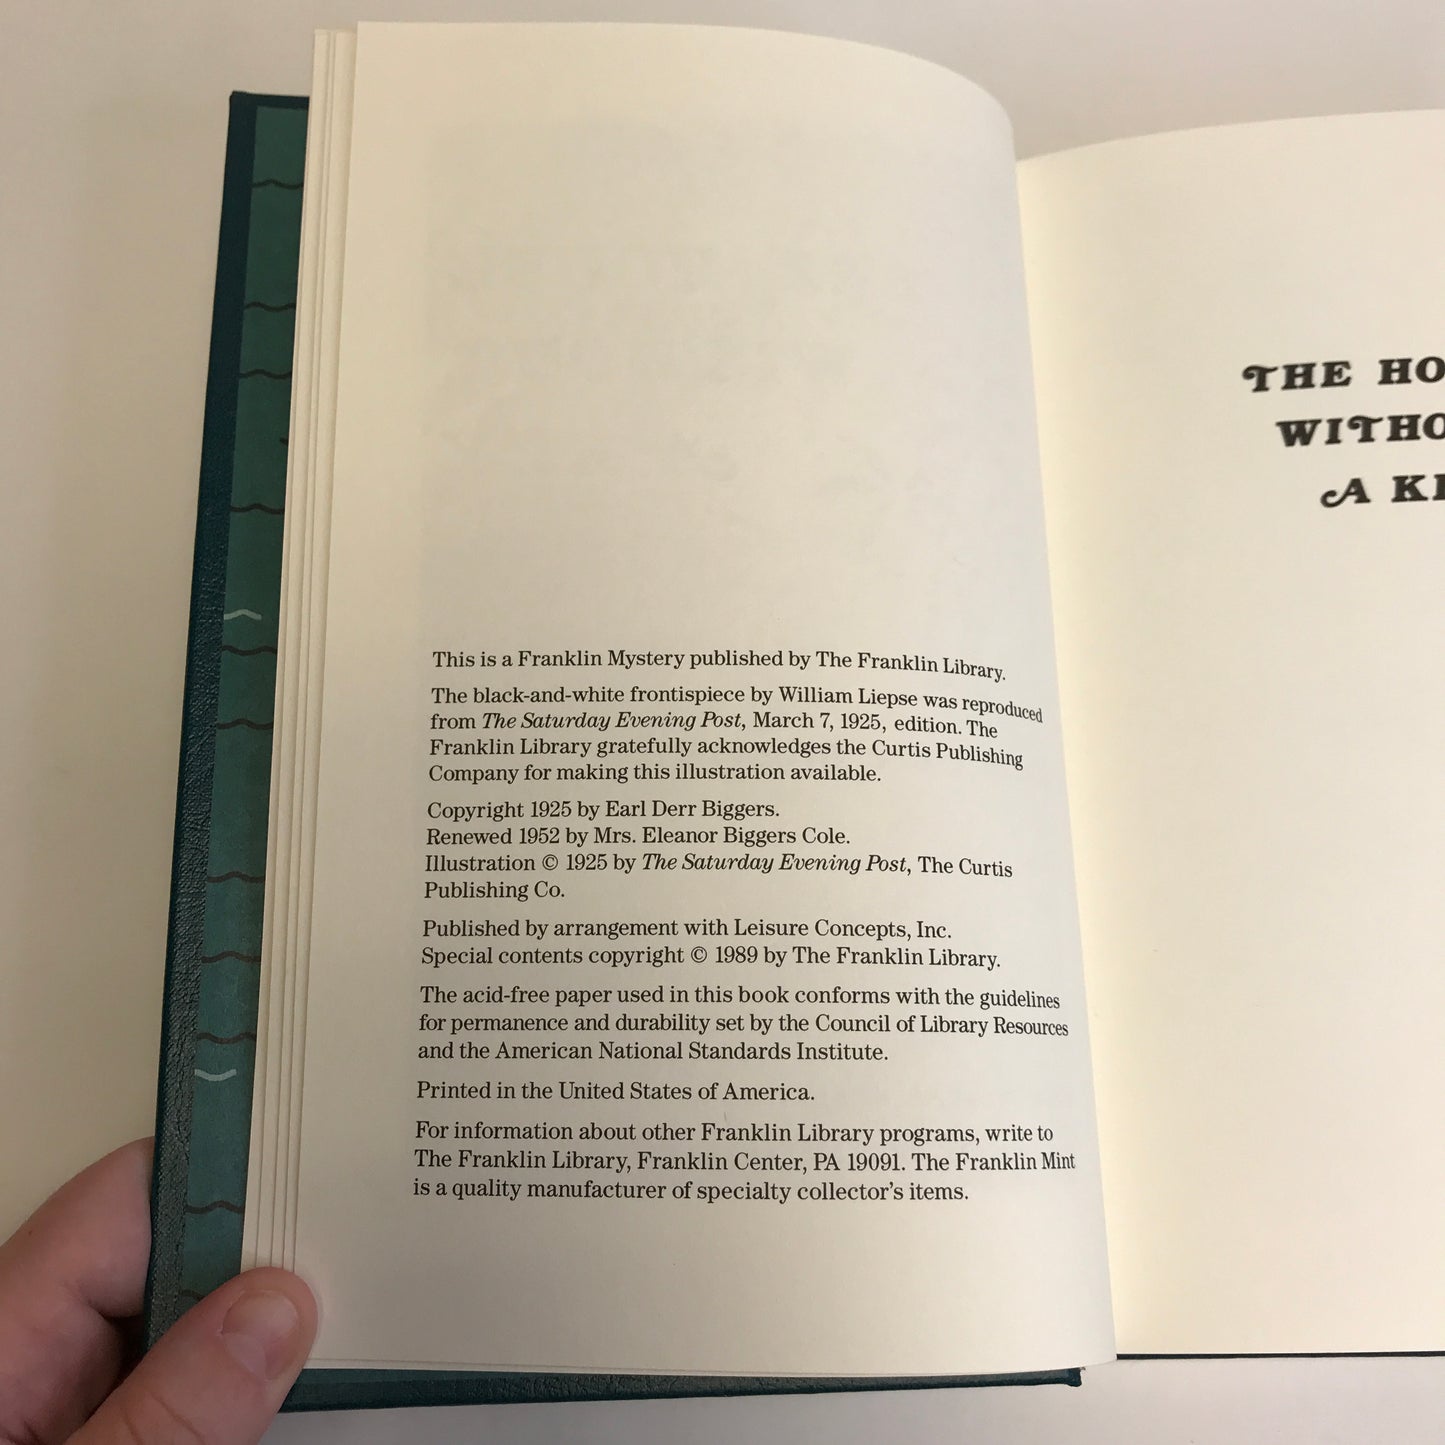 This is a Franklin Mystery published by The Franklin Library.
The black-and-white frontispiece by William Liepse was reproduced
from The Saturday Evening Post, March 7, 1925, edition. The
Franklin Library gratefully acknowledges the Curtis Publishing
Company for making this illustration available.
Copyright 1925 by Earl Derr Biggers.
Renewed 1952 by Mrs. Eleanor Biggers Cole.
Illustration © 1925 by The Saturday Evening Post, The Curtis
Publishing Co.
Published by arrangement with Leisure Concepts, Inc.
Special contents copyright © 1989 by The Franklin Library.
The acid-free paper used in this book conforms with the guidelines
for permanence and durability set by the Council of Library Resources
and the American National Standards Institute.
Printed in the United States of America.
For information about other Franklin Library programs, write to
The Franklin Library, Franklin Center, PA 19091. The Franklin Mint
is a quality manufacturer of specialty collector's items.
THE HO
WITHO
A KE